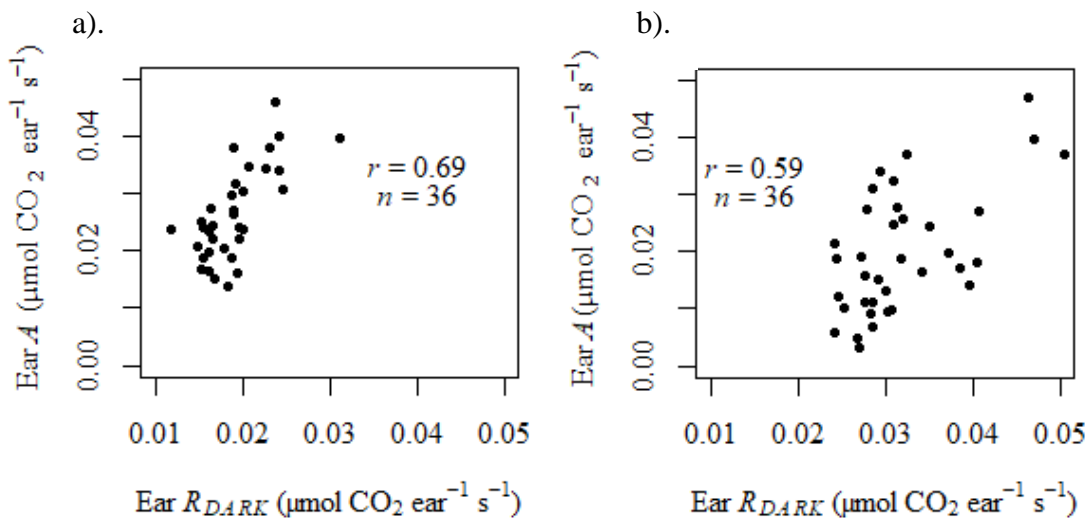 a).
Ear A (µmol CO₂ ear⁻¹ s⁻¹)
0.04
0.02
0.00
r = 0.69
n = 36
0.01 0.02 0.03 0.04 0.05
Ear R_DARK (µmol CO₂ ear⁻¹ s⁻¹)
b).
Ear A (µmol CO₂ ear⁻¹ s⁻¹)
0.04
0.02
0.00
r = 0.59
n = 36
0.01 0.02 0.03 0.04 0.05
Ear R_DARK (µmol CO₂ ear⁻¹ s⁻¹)